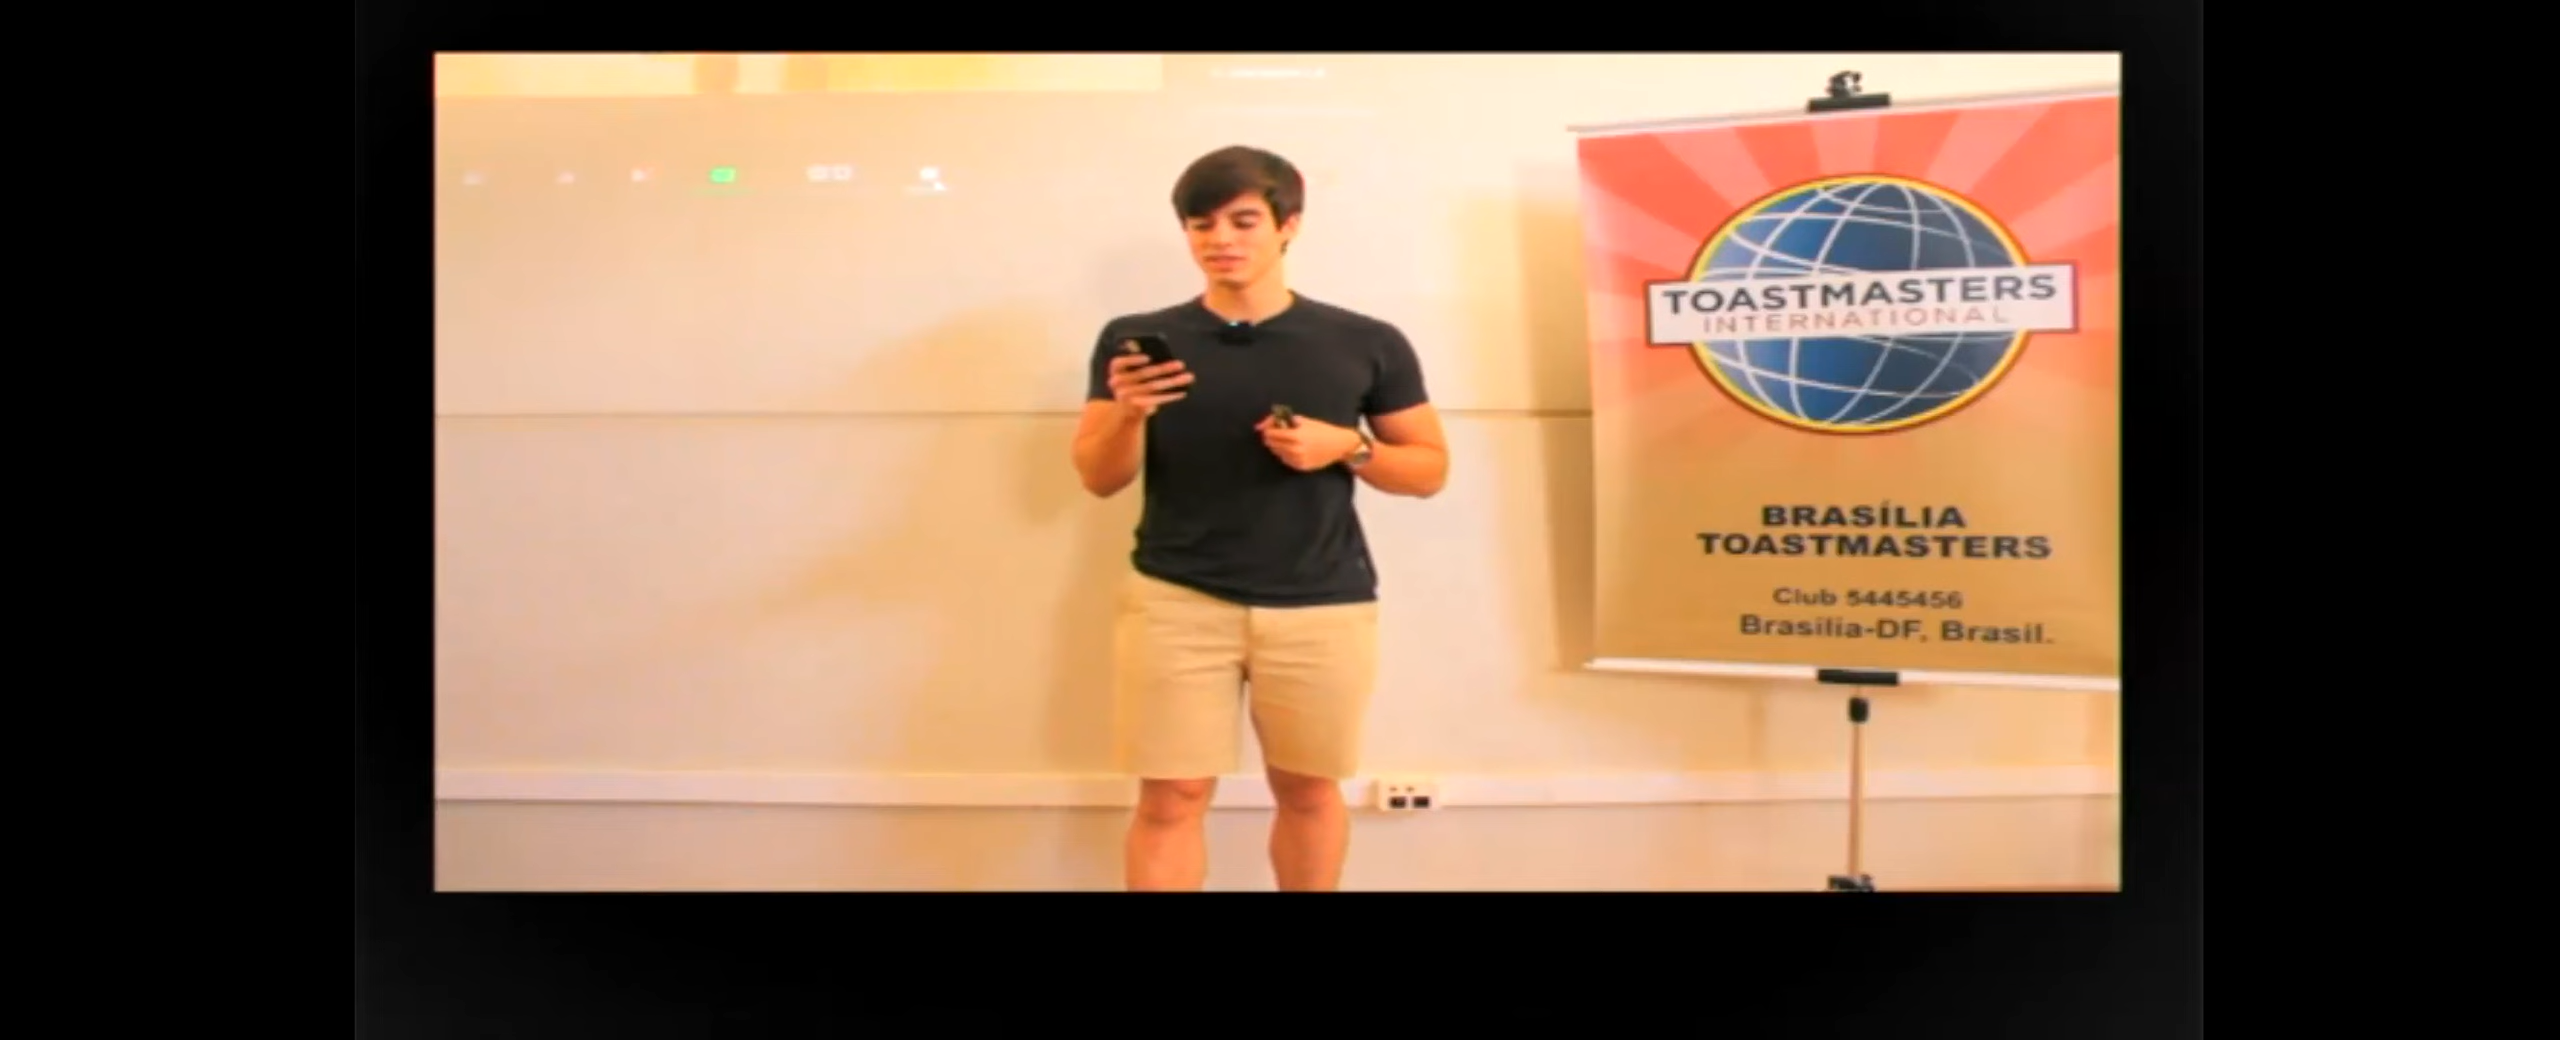 TOASTMASTERS
INTERNATIONAL
BRASÍLIA
TOASTMASTERS
Club 5445456
Brasilia-DF, Brasil.